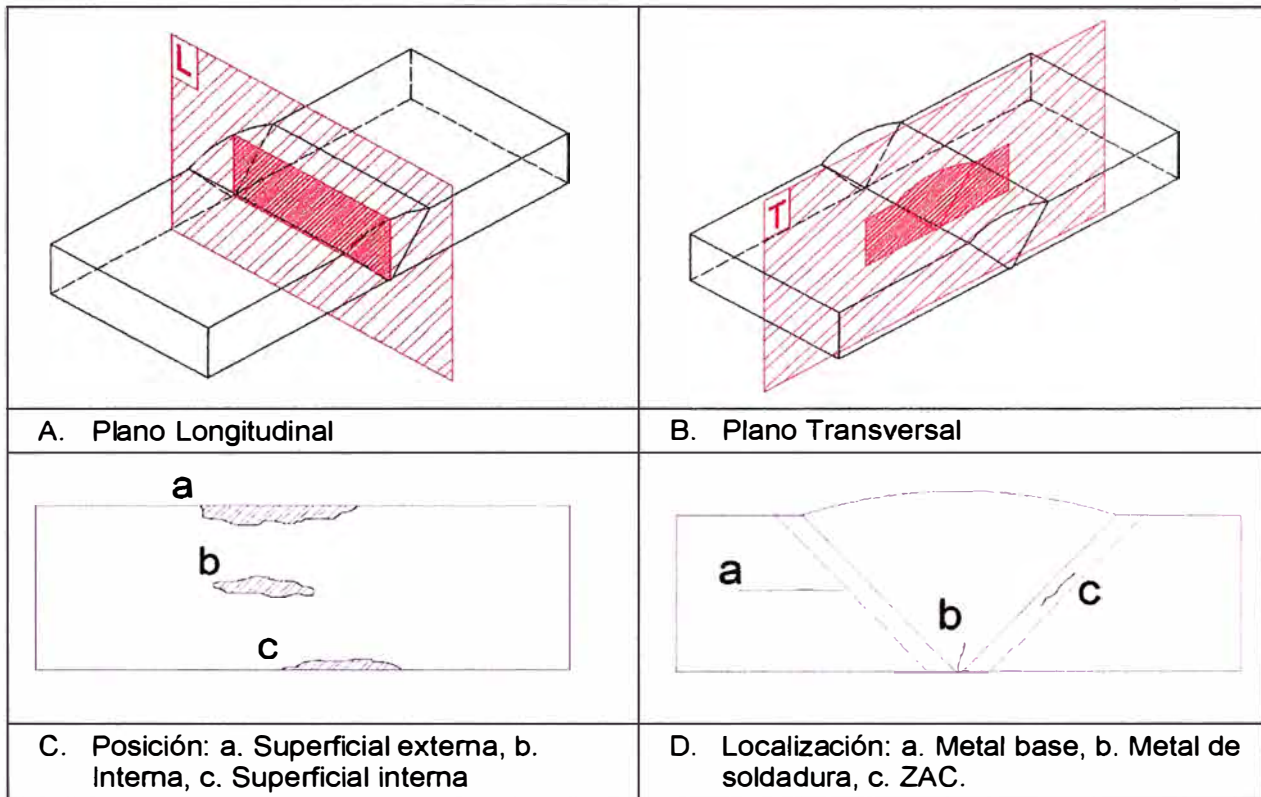 L
T
A. Plano Longitudinal
B. Plano Transversal
a
b
c
a
b
c
C. Posición: a. Superficial externa, b.
Interna, c. Superficial interna
D. Localización: a. Metal base, b. Metal de
soldadura, c. ZAC.